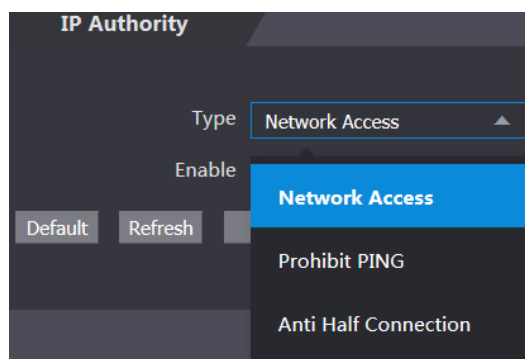 IP Authority
Type Network Access
Enable
Network Access
Default Refresh
Prohibit PING
Anti Half Connection